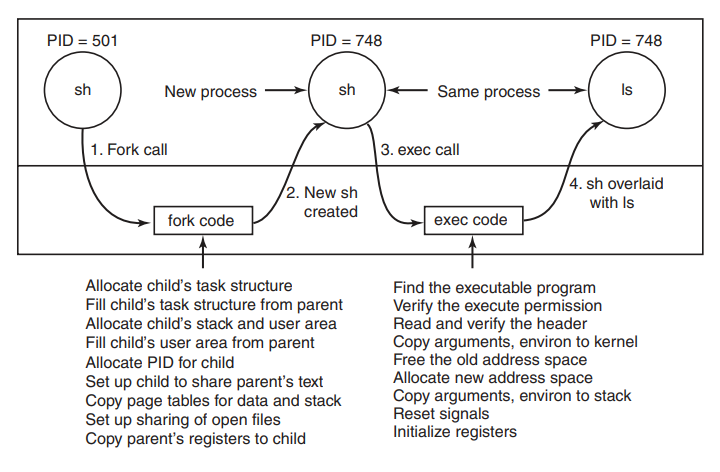 PID = 501
PID = 748
PID = 748
sh
New process
sh
Same process
ls
1. Fork call
3. exec call
2. New sh
created
4. sh overlaid
with ls
fork code
exec code
Allocate child’s task structure
Fill child’s task structure from parent
Allocate child’s stack and user area
Fill child’s user area from parent
Allocate PID for child
Set up child to share parent’s text
Copy page tables for data and stack
Set up sharing of open files
Copy parent’s registers to child
Find the executable program
Verify the execute permission
Read and verify the header
Copy arguments, environ to kernel
Free the old address space
Allocate new address space
Copy arguments, environ to stack
Reset signals
Initialize registers